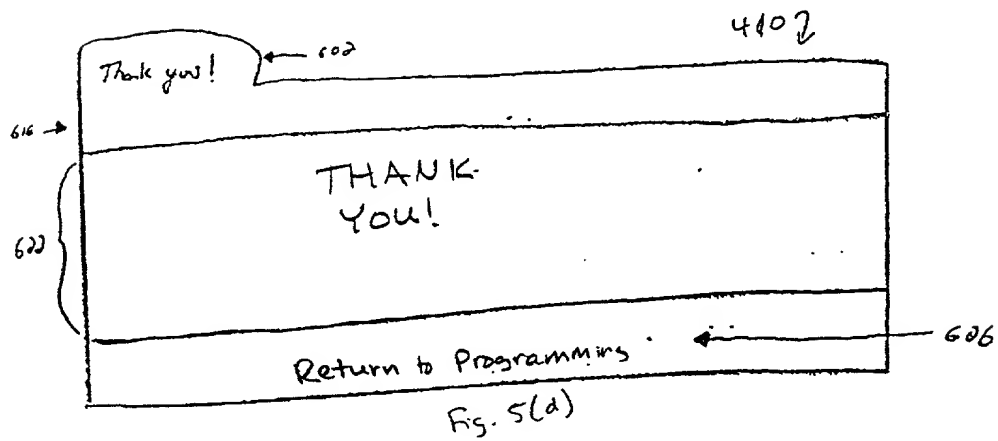 410
Thank you!
602
616
THANK
YOU!
622
Return to Programming
606
Fig. 5(d)